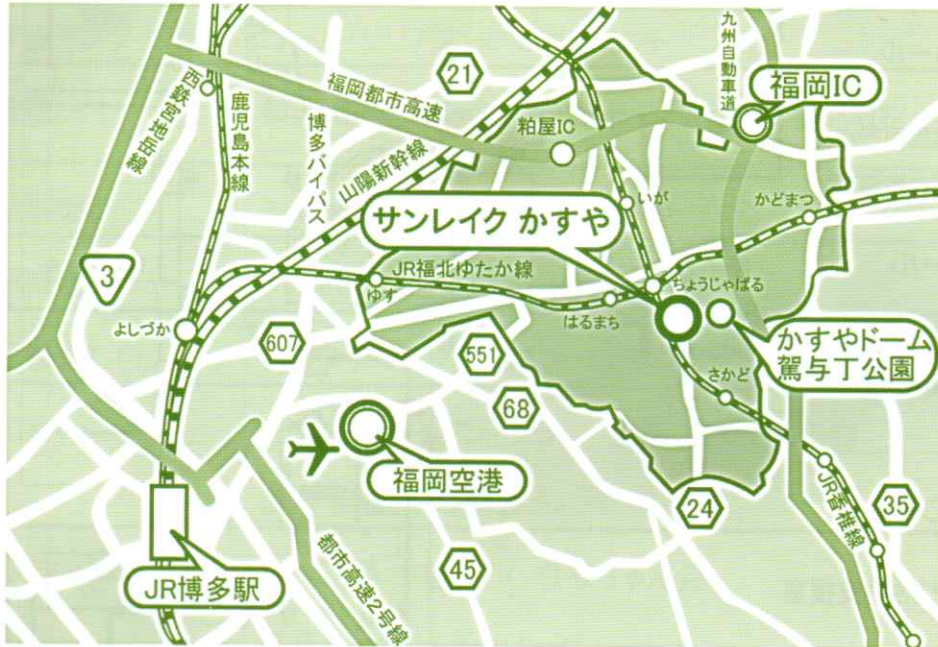 九州自動車道
21
福岡都市高速
福岡IC
西鉄宮地岳線
鹿児島本線
博多バイパス
粕屋IC
山陽新幹線
いが
かどまつ
サンレイク かすや
3
JR福北ゆたか線
ゆす
ちょうじゃばる
はるまち
よしづか
607
551
かすやドーム
駕与丁公園
さかど
68
福岡空港
24
JR香椎線
35
JR博多駅
都市高速2号線
45